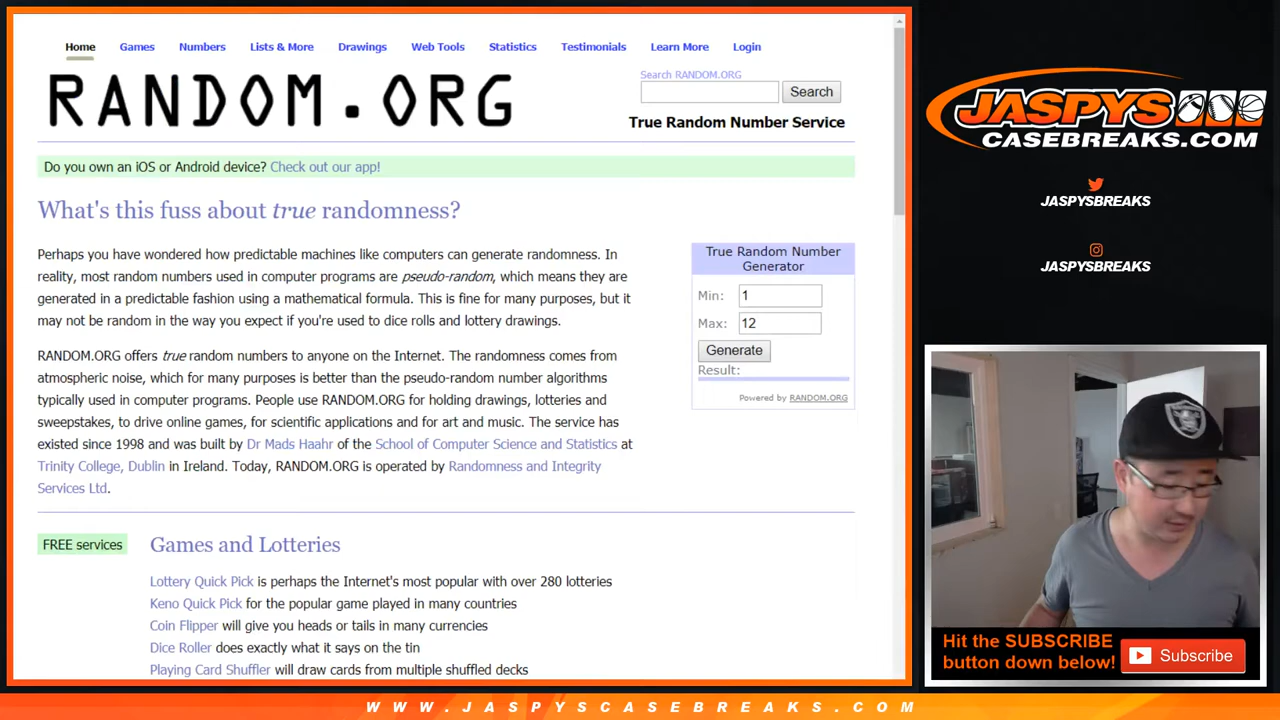 Home Games Numbers Lists & More Drawings Web Tools Statistics Testimonials Learn More Login
RANDOM.ORG
Search RANDOM.ORG
Search
True Random Number Service
Do you own an iOS or Android device? Check out our app!
What's this fuss about true randomness?
Perhaps you have wondered how predictable machines like computers can generate randomness. In
reality, most random numbers used in computer programs are pseudo-random, which means they are
generated in a predictable fashion using a mathematical formula. This is fine for many purposes, but it
may not be random in the way you expect if you're used to dice rolls and lottery drawings.
RANDOM.ORG offers true random numbers to anyone on the Internet. The randomness comes from
atmospheric noise, which for many purposes is better than the pseudo-random number algorithms
typically used in computer programs. People use RANDOM.ORG for holding drawings, lotteries and
sweepstakes, to drive online games, for scientific applications and for art and music. The service has
existed since 1998 and was built by Dr Mads Haahr of the School of Computer Science and Statistics at
Trinity College, Dublin in Ireland. Today, RANDOM.ORG is operated by Randomness and Integrity
Services Ltd.
True Random Number
Generator
Min: 1
Max: 12
Generate
Result:
Powered by RANDOM.ORG
FREE services
Games and Lotteries
Lottery Quick Pick is perhaps the Internet's most popular with over 280 lotteries
Keno Quick Pick for the popular game played in many countries
Coin Flipper will give you heads or tails in many currencies
Dice Roller does exactly what it says on the tin
Playing Card Shuffler will draw cards from multiple shuffled decks
JASPYS
CASEBREAKS.COM
JASPYSBREAKS
JASPYSBREAKS
Hit the SUBSCRIBE
button down below!
Subscribe
WWW.JASPYSCASEBREAKS.COM